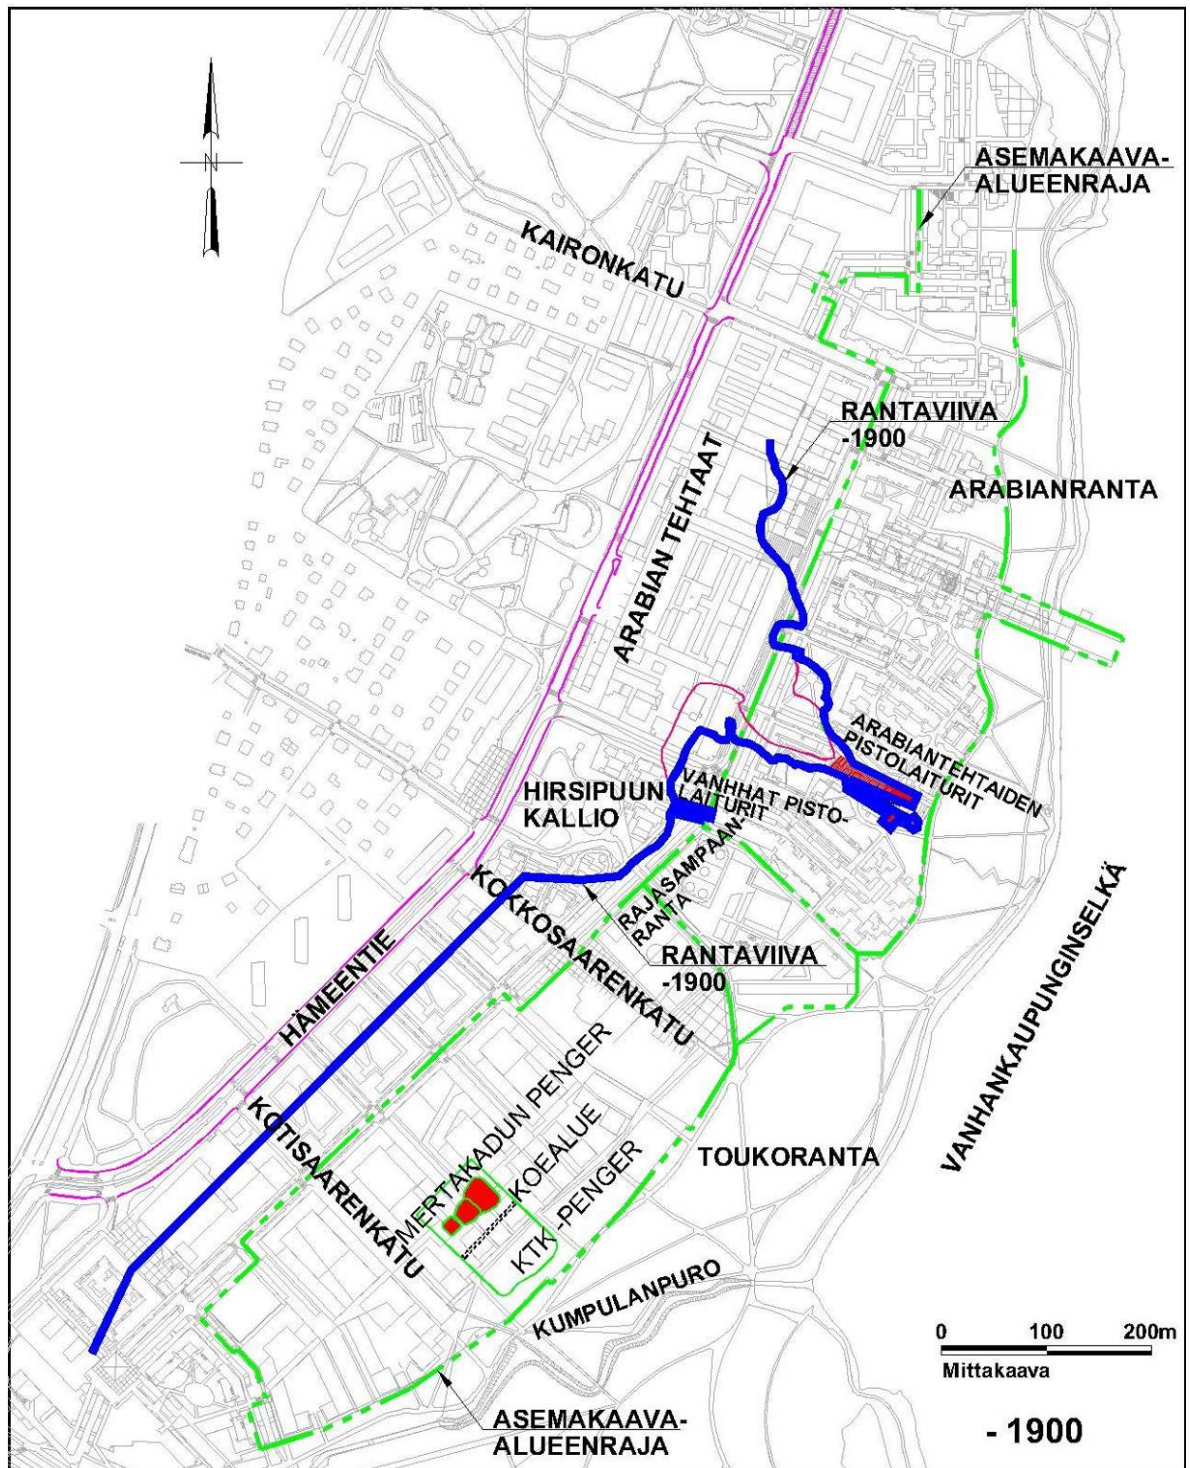 N
ASEMAKAAVA-
ALUEENRAJA
KAIRONKATU
RANTAVIIVA
-1900
ARABIANRANTA
ARABIAN TEHTAAT
ARABIANTEHTAIDEN
PISTOLAITURIT
VANHHAT PISTO-
LAITURIT
HIRSIPUUN
KALLIO
RAJASAMPAAN-
RANTA
KOKKOSAARENKATU
RANTAVIIVA
-1900
HÄMEENTIE
VANHANKAUPUNGINSELKÄ
KOTISAARENKATU
MERTAKADUN PENGER
KOEALUE
KTK -PENGER
TOUKORANTA
KUMPULANPURO
0 100 200m
Mittakaava
ASEMAKAAVA-
ALUEENRAJA
- 1900